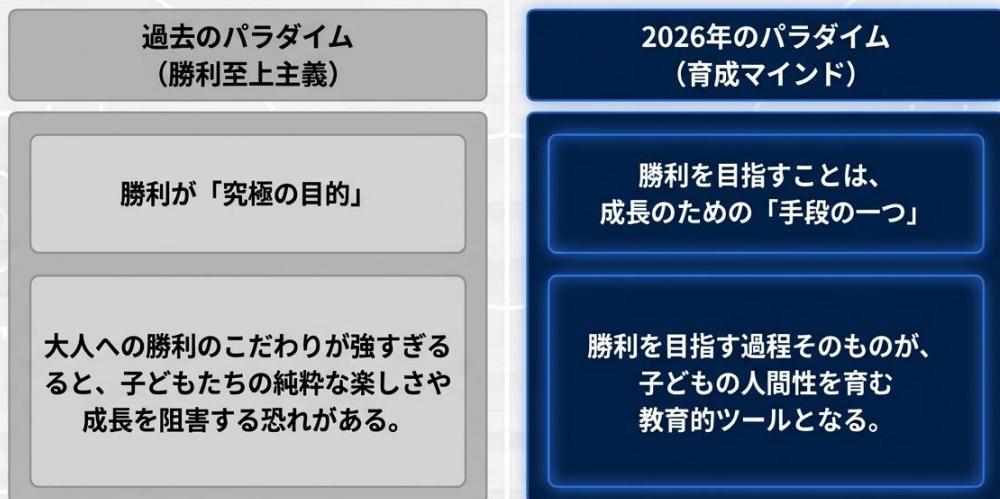 過去のパラダイム
（勝利至上主義）
勝利が「究極の目的」
大人への勝利のこだわりが強すぎる
ると、子どもたちの純粋な楽しさや
成長を阻害する恐れがある。
2026年のパラダイム
（育成マインド）
勝利を目指すことは、
成長のための「手段の一つ」
勝利を目指す過程そのものが、
子どもの人間性を育む
教育的ツールとなる。